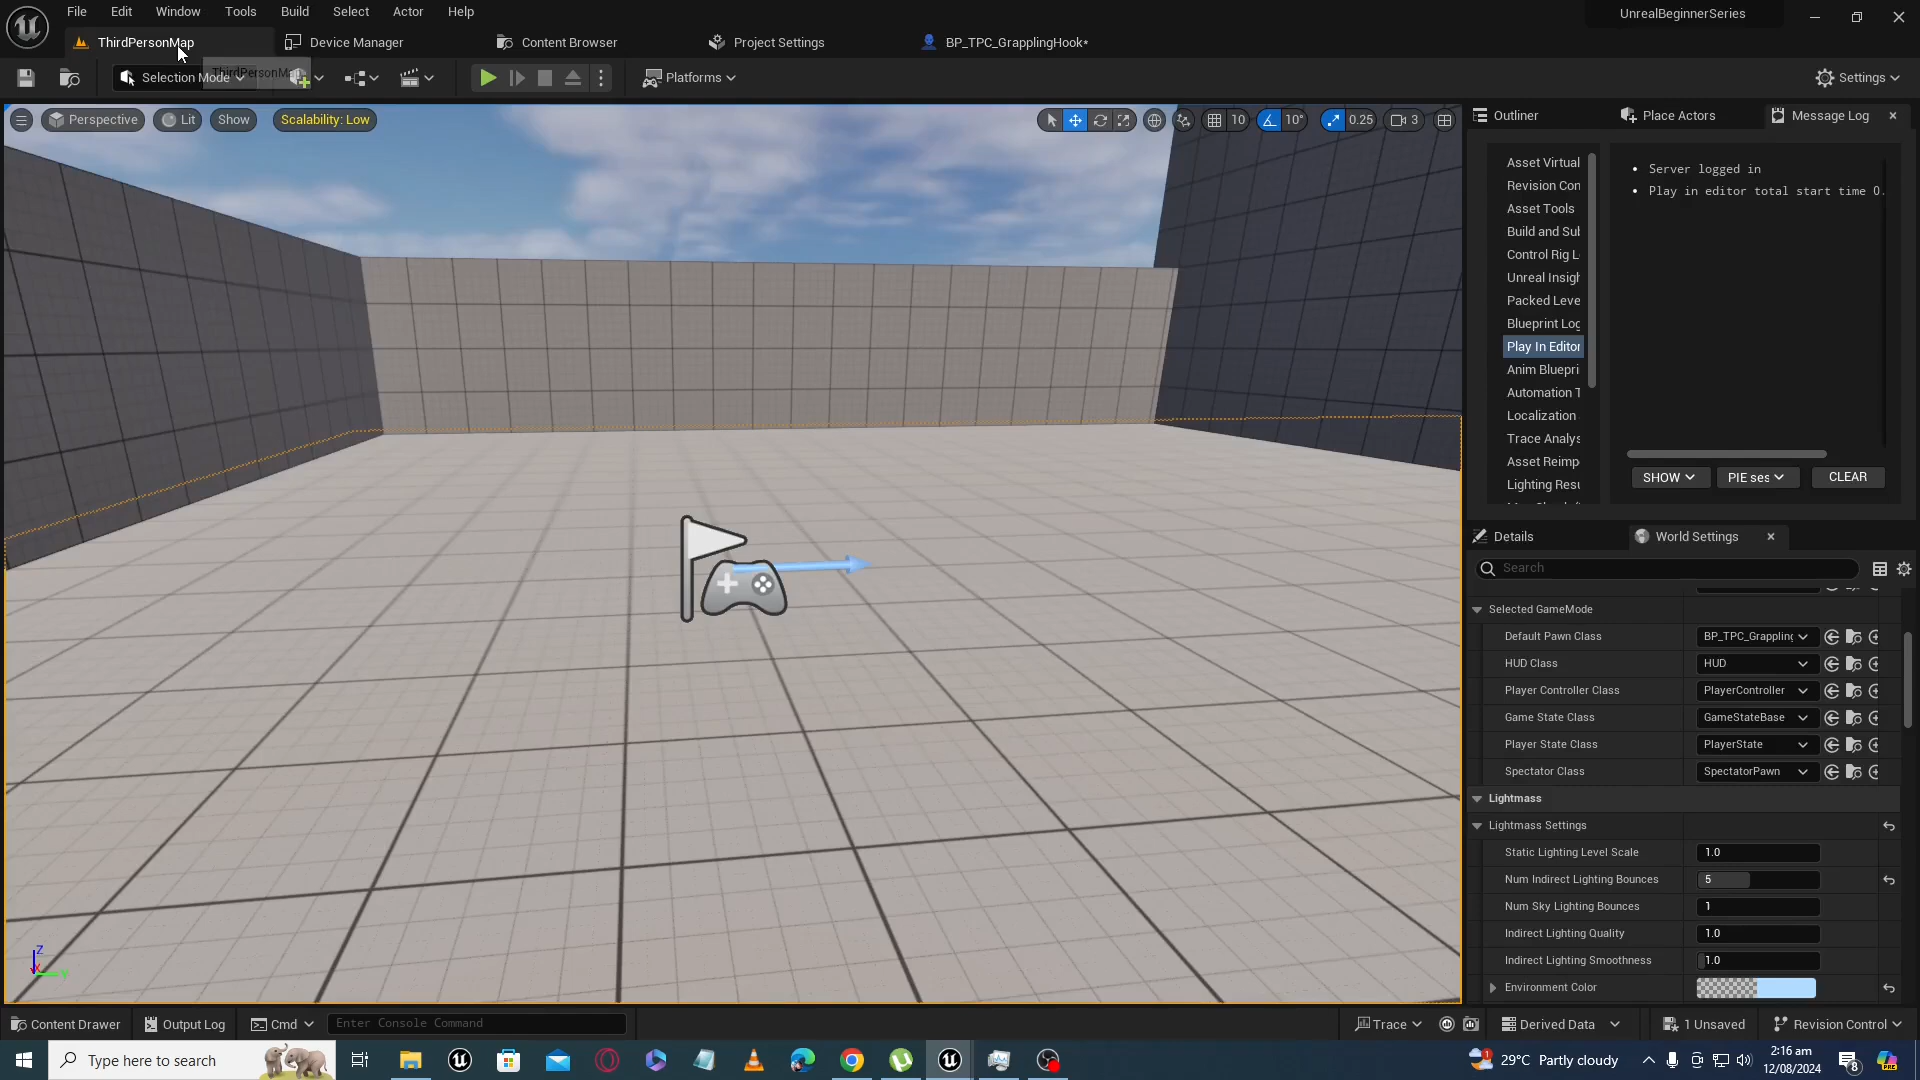 File Edit Window Tools Build Select Actor Help
UnrealBeginnerSeries
ThirdPersonMap Device Manager Content Browser Project Settings BP_TPC_GrapplingHook*
Selection Mode
Platforms
Settings
Perspective Lit Show Scalability: Low
10 10° 0.25 3
Outliner Place Actors Message Log
Asset Virtual
Revision Con
Asset Tools
Build and Sub
Control Rig L
Unreal Insigh
Packed Leve
Blueprint Log
Play In Editor
Anim Bluepri
Automation T
Localization
Trace Analys
Asset Reimp
Lighting Resu
Server logged in
Play in editor total start time 0.
SHOW PIE ses CLEAR
Details World Settings
Search
Selected GameMode
Default Pawn Class BP_TPC_Grappling
HUD Class HUD
Player Controller Class PlayerController
Game State Class GameStateBase
Player State Class PlayerState
Spectator Class SpectatorPawn
Lightmass
Lightmass Settings
Static Lighting Level Scale 1.0
Num Indirect Lighting Bounces 5
Num Sky Lighting Bounces 1
Indirect Lighting Quality 1.0
Indirect Lighting Smoothness 1.0
Environment Color
Z
Content Drawer Output Log Cmd Enter Console Command
Trace Derived Data 1 Unsaved Revision Control
Type here to search
29°C Partly cloudy
2:16 am
12/08/2024
8